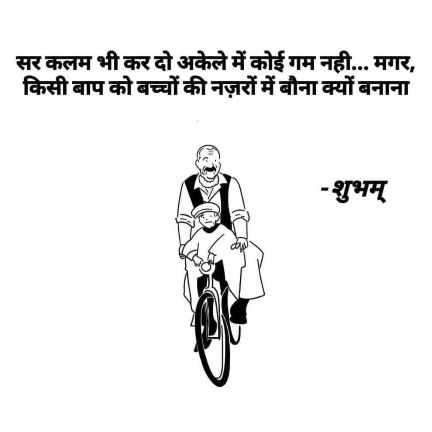 सर कलम भी कर दो अकेले में कोई गम नही... मगर,
किसी बाप को बच्चों की नज़रों में बौना क्यों बनाना
- शुभम्